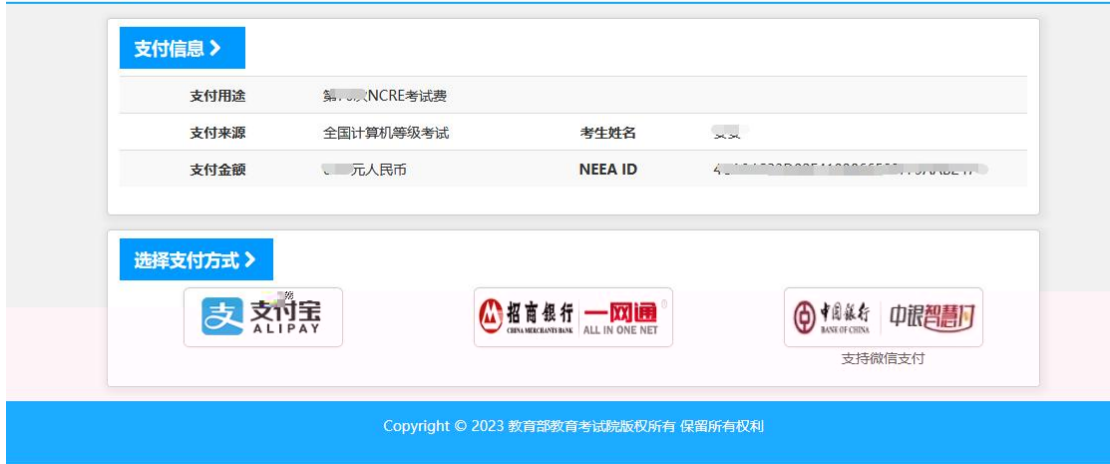 支付信息
支付用途 NCRE考试费
支付来源 全国计算机等级考试 考生姓名
支付金额 元人民币 NEEA ID
选择支付方式
支付宝
ALIPAY
招商银行 一网通
CHINA MERCHANTS BANK ALL IN ONE NET
中国银行 中银智慧付
BANK OF CHINA
支持微信支付
Copyright © 2023 教育部教育考试院版权所有 保留所有权利